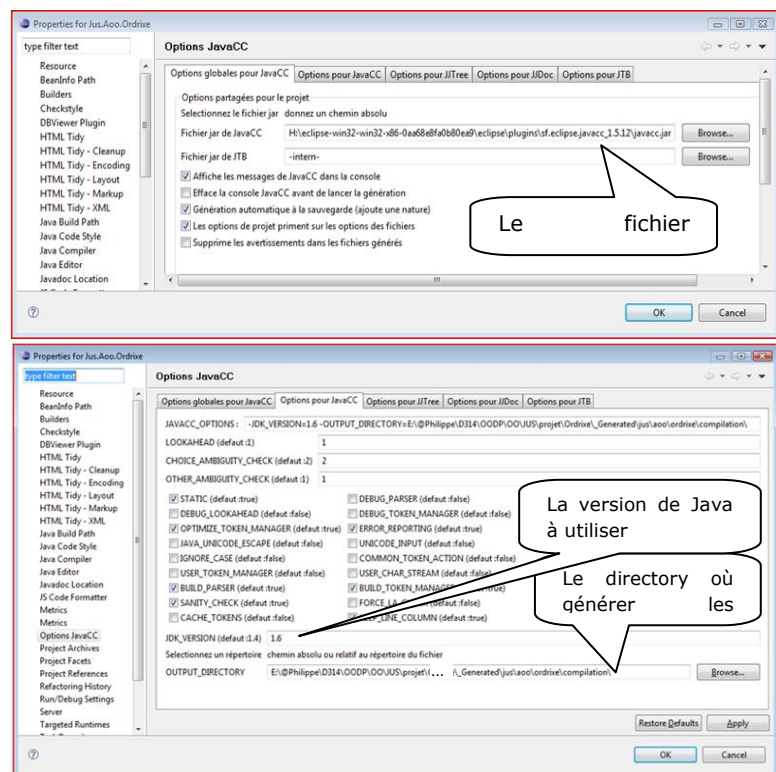 Properties for Jus.Aoo.Ordrixe
type filter text
Options JavaCC
Resource
BeanInfo Path
Builders
Checkstyle
DBViewer Plugin
HTML Tidy
HTML Tidy - Cleanup
HTML Tidy - Encoding
HTML Tidy - Layout
HTML Tidy - Markup
HTML Tidy - XML
Java Build Path
Java Code Style
Java Compiler
Java Editor
Javadoc Location
Options globales pour JavaCC
Options pour JavaCC
Options pour JJTree
Options pour JJDoc
Options pour JTB
Options partagées pour le projet
Selectionnez le fichier jar donnez un chemin absolu
Fichier jar de JavaCC H:\eclipse-win32-win32-x86-0aa68e8fa0b80ea9\eclipse\plugins\sf.eclipse.javacc_1.5.12\javacc.jar Browse...
Fichier jar de JTB -intern- Browse...
Affiche les messages de JavaCC dans la console
Efface la console JavaCC avant de lancer la génération
Génération automatique à la sauvegarde (ajoute une nature)
Les options de projet priment sur les options des fichiers
Supprime les avertissements dans les fichiers générés
Le fichier
OK Cancel
Properties for Jus.Aoo.Ordrixe
type filter text
Options JavaCC
Resource
BeanInfo Path
Builders
Checkstyle
DBViewer Plugin
HTML Tidy
HTML Tidy - Cleanup
HTML Tidy - Encoding
HTML Tidy - Layout
HTML Tidy - Markup
HTML Tidy - XML
Java Build Path
Java Code Style
Java Compiler
Java Editor
Javadoc Location
JS Code Formatter
Metrics
Metrics
Options JavaCC
Project Archives
Project Facets
Project References
Refactoring History
Run/Debug Settings
Server
Targeted Runtimes
Options globales pour JavaCC
Options pour JavaCC
Options pour JJTree
Options pour JJDoc
Options pour JTB
JAVACC_OPTIONS : -JDK_VERSION=1.6 -OUTPUT_DIRECTORY=E:\@Philippe\D314\OODP\OO\JUS\projet\Ordrixe\_Generated\jus\aoo\ordrixe\compilation\
LOOKAHEAD (defaut :1) 1
CHOICE_AMBIGUITY_CHECK (defaut :2) 2
OTHER_AMBIGUITY_CHECK (defaut :1) 1
STATIC (defaut :true) DEBUG_PARSER (defaut :false)
DEBUG_LOOKAHEAD (defaut :false) DEBUG_TOKEN_MANAGER (defaut :false)
OPTIMIZE_TOKEN_MANAGER (defaut :true) ERROR_REPORTING (defaut :true)
JAVA_UNICODE_ESCAPE (defaut :false) UNICODE_INPUT (defaut :false)
IGNORE_CASE (defaut :false) COMMON_TOKEN_ACTION (defaut :false)
USER_TOKEN_MANAGER (defaut :false) USER_CHAR_STREAM (defaut :false)
BUILD_PARSER (defaut :true) BUILD_TOKEN_MANAGER
SANITY_CHECK (defaut :true) FORCE_LA
CACHE_TOKENS (defaut :false) LINE_COLUMN (defaut :true)
La version de Java
à utiliser
Le directory où
générer les
JDK_VERSION (defaut :1.4) 1.6
Selectionnez un répertoire chemin absolu ou relatif au répertoire du fichier
OUTPUT_DIRECTORY E:\@Philippe\D314\OODP\OO\JUS\projet\( ... \_Generated\jus\aoo\ordrixe\compilation\ Browse...
Restore Defaults Apply
OK Cancel